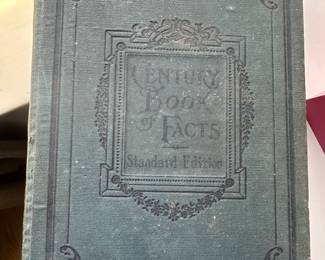 CENTURY
BOOK
of FACTS
Standard Edition